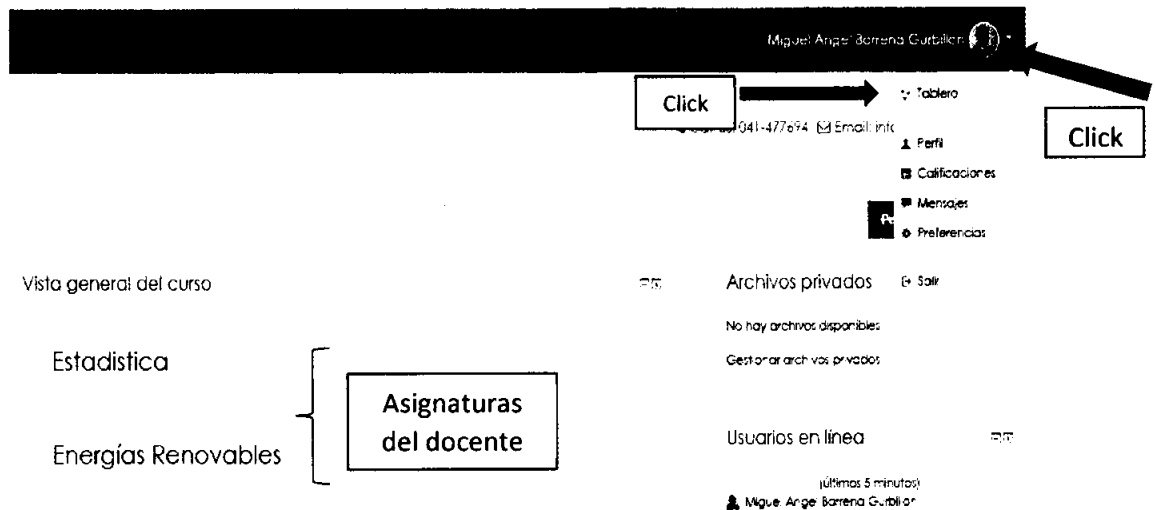 Miguel Angel Barrena Gurbillon
Click
Tablero
041-477694 Email: info
Click
Perfil
Calificaciones
Mensajes
Preferencias
Vista general del curso
Archivos privados
Salir
No hay archivos disponibles
Gestionar archivos privados
Estadistica
Asignaturas
del docente
Energías Renovables
Usuarios en línea
(últimos 5 minutos)
Miguel Angel Barrena Gurbillon